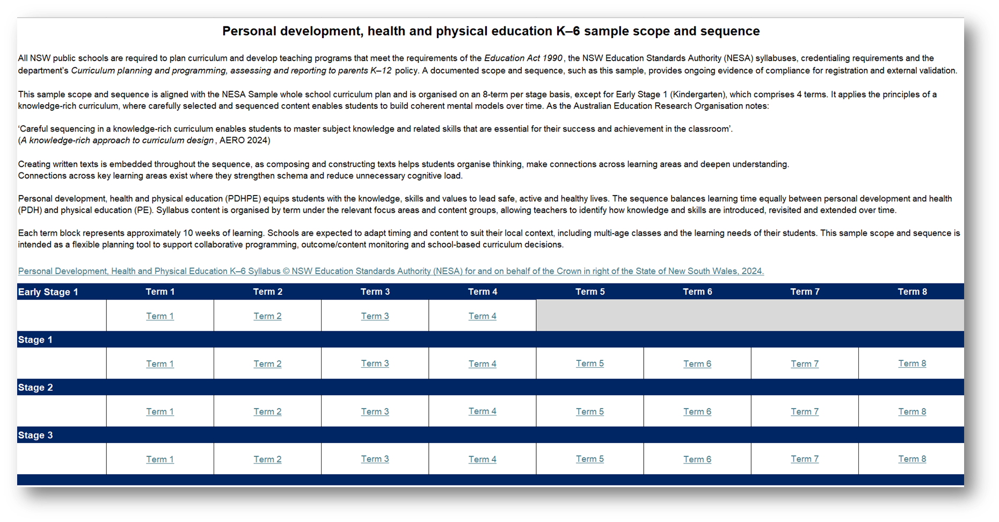 Personal development, health and physical education K–6 sample scope and sequence
All NSW public schools are required to plan curriculum and develop teaching programs that meet the requirements of the Education Act 1990, the NSW Education Standards Authority (NESA) syllabuses, credentialing requirements and the
department’s Curriculum planning and programming, assessing and reporting to parents K–12 policy. A documented scope and sequence, such as this sample, provides ongoing evidence of compliance for registration and external validation.
This sample scope and sequence is aligned with the NESA Sample whole school curriculum plan and is organised on an 8-term per stage basis, except for Early Stage 1 (Kindergarten), which comprises 4 terms. It applies the principles of a
knowledge-rich curriculum, where carefully selected and sequenced content enables students to build coherent mental models over time. As the Australian Education Research Organisation notes:
‘Careful sequencing in a knowledge-rich curriculum enables students to master subject knowledge and related skills that are essential for their success and achievement in the classroom’.
(A knowledge-rich approach to curriculum design, AERO 2024)
Creating written texts is embedded throughout the sequence, as composing and constructing texts helps students organise thinking, make connections across learning areas and deepen understanding.
Connections across key learning areas exist where they strengthen schema and reduce unnecessary cognitive load.
Personal development, health and physical education (PDHPE) equips students with the knowledge, skills and values to lead safe, active and healthy lives. The sequence balances learning time equally between personal development and health
(PDH) and physical education (PE). Syllabus content is organised by term under the relevant focus areas and content groups, allowing teachers to identify how knowledge and skills are introduced, revisited and extended over time.
Each term block represents approximately 10 weeks of learning. Schools are expected to adapt timing and content to suit their local context, including multi-age classes and the learning needs of their students. This sample scope and sequence is
intended as a flexible planning tool to support collaborative programming, outcome/content monitoring and school-based curriculum decisions.
Personal Development, Health and Physical Education K–6 Syllabus © NSW Education Standards Authority (NESA) for and on behalf of the Crown in right of the State of New South Wales, 2024.
Early Stage 1 Term 1 Term 2 Term 3 Term 4 Term 5 Term 6 Term 7 Term 8
Term 1 Term 2 Term 3 Term 4
Stage 1
Term 1 Term 2 Term 3 Term 4 Term 5 Term 6 Term 7 Term 8
Stage 2
Term 1 Term 2 Term 3 Term 4 Term 5 Term 6 Term 7 Term 8
Stage 3
Term 1 Term 2 Term 3 Term 4 Term 5 Term 6 Term 7 Term 8